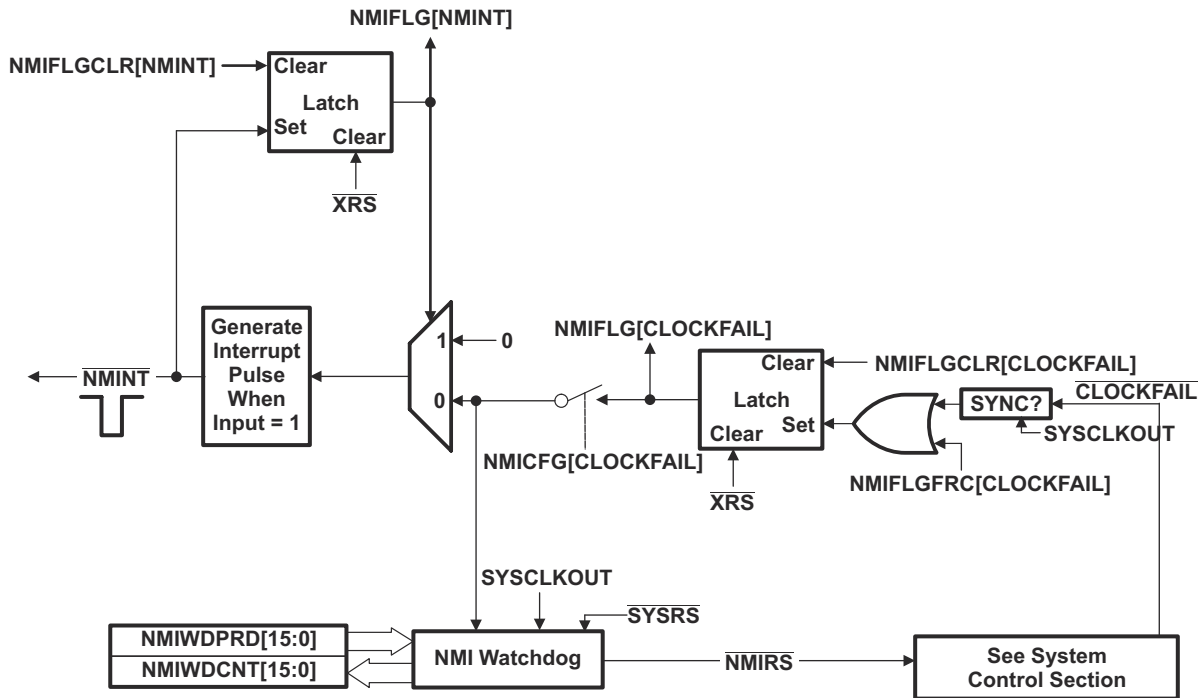 NMIFLG[NMINT]
NMIFLGCLR[NMINT]
Clear
Latch
Set
Clear
XRS
Generate
Interrupt
Pulse
When
Input = 1
NMINT
1
0
0
NMIFLG[CLOCKFAIL]
NMICFG[CLOCKFAIL]
Clear
Latch
Set
Clear
XRS
NMIFLGCLR[CLOCKFAIL]
CLOCKFAIL
SYNC?
SYSCLKOUT
NMIFLGFRC[CLOCKFAIL]
SYSCLKOUT
SYSRS
NMIWDPRD[15:0]
NMIWDCNT[15:0]
NMI Watchdog
NMIRS
See System
Control Section